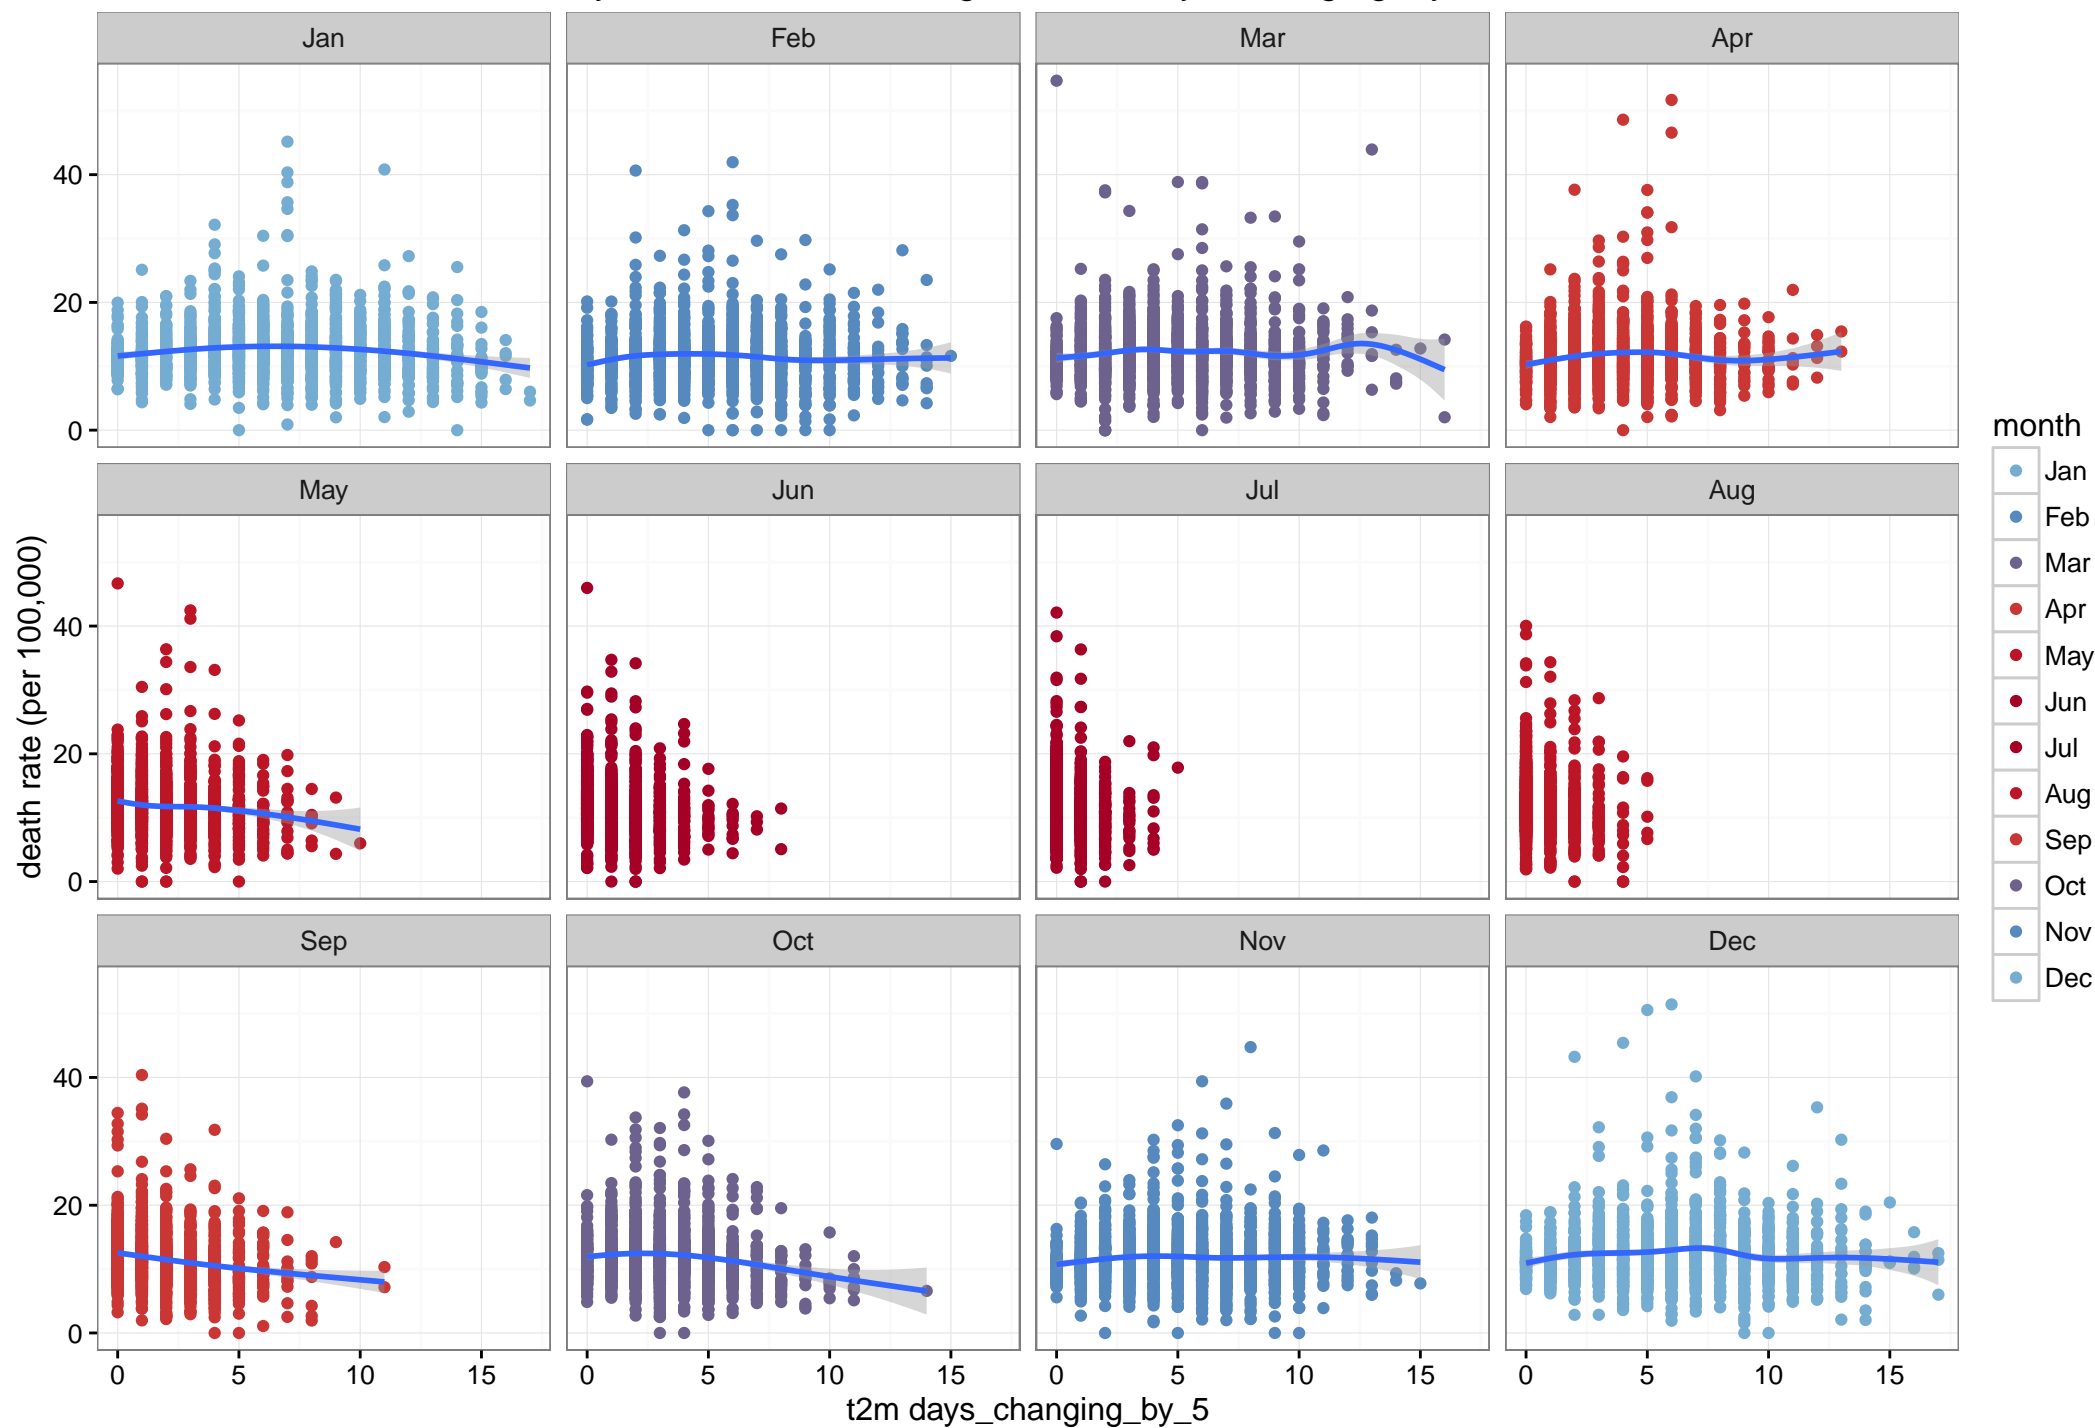 Jan Feb Mar Apr
40
20
0
May Jun Jul Aug
40
20
0
Sep Oct Nov Dec
40
20
0
0 5 10 15 0 5 10 15 0 5 10 15 0 5 10 15
t2m days_changing_by_5
death rate (per 100,000)
month
Jan
Feb
Mar
Apr
May
Jun
Jul
Aug
Sep
Oct
Nov
Dec